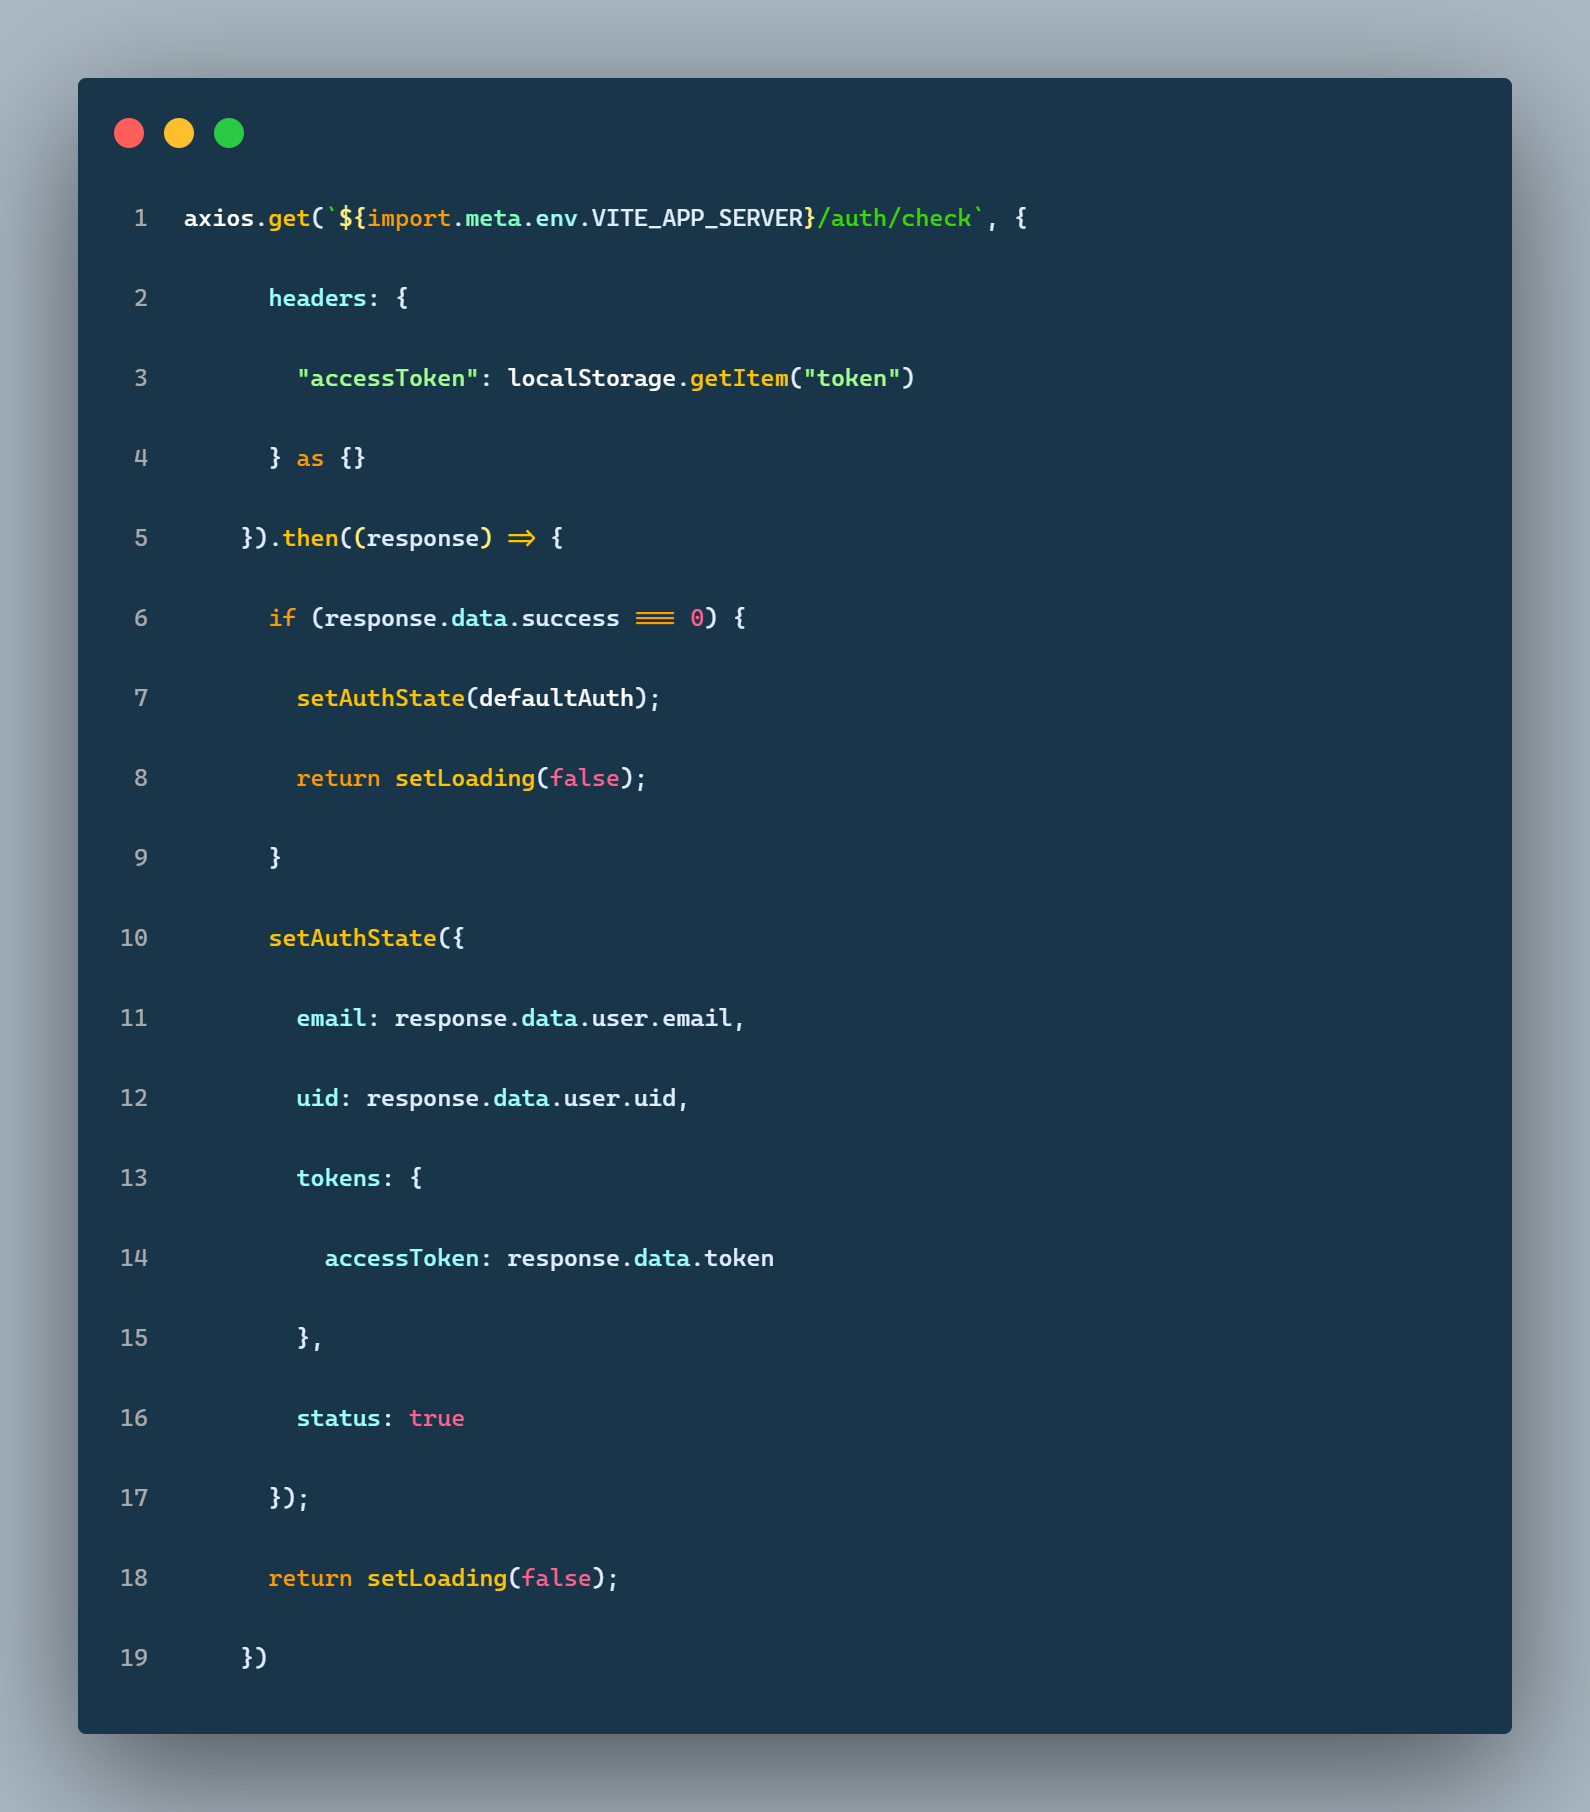 1 axios.get(`${import.meta.env.VITE_APP_SERVER}/auth/check`, {
2       headers: {
3         "accessToken": localStorage.getItem("token")
4       } as {}
5     }).then((response) => {
6       if (response.data.success === 0) {
7         setAuthState(defaultAuth);
8         return setLoading(false);
9       }
10       setAuthState({
11         email: response.data.user.email,
12         uid: response.data.user.uid,
13         tokens: {
14           accessToken: response.data.token
15         },
16         status: true
17       });
18       return setLoading(false);
19     })